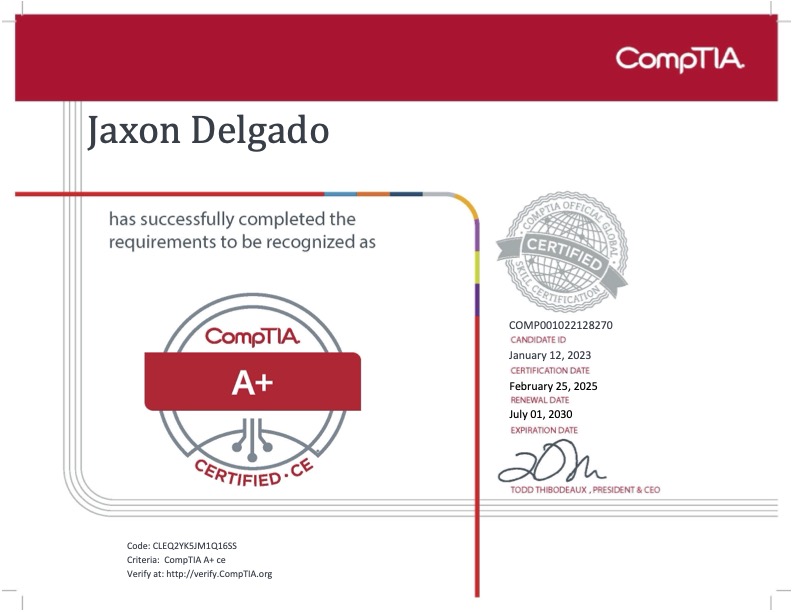 CompTIA.
Jaxon Delgado
has successfully completed the
requirements to be recognized as
CompTIA.
A+
CERTIFIED • CE
COMPTIA OFFICIAL GLOBAL
CERTIFIED
SKILL CERTIFICATION
COMP001022128270
CANDIDATE ID
January 12, 2023
CERTIFICATION DATE
February 25, 2025
RENEWAL DATE
July 01, 2030
EXPIRATION DATE
TODD THIBODEAUX , PRESIDENT & CEO
Code: CLEQ2YK5JM1Q16SS
Criteria: CompTIA A+ ce
Verify at: http://verify.CompTIA.org